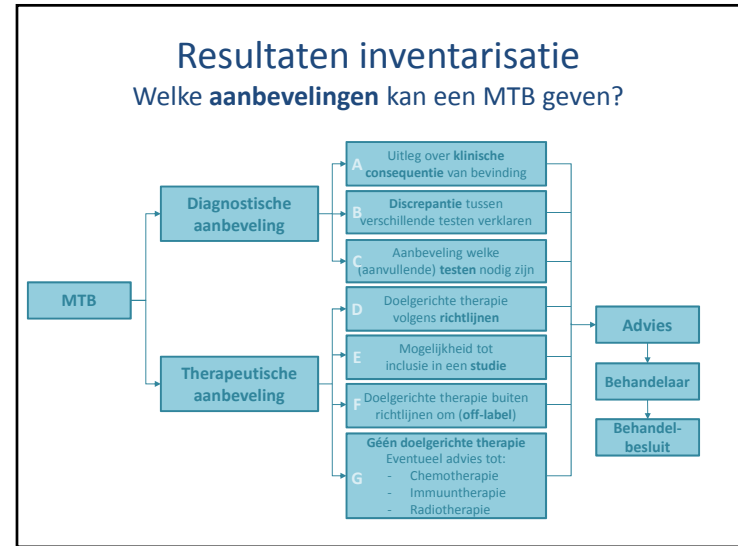 Resultaten inventarisatie
Welke aanbevelingen kan een MTB geven?
MTB
Diagnostische
aanbeveling
A
Uitleg over klinische
consequentie van bevinding
B
Discrepantie tussen
verschillende testen verklaren
C
Aanbeveling welke
(aanvullende) testen nodig zijn
Therapeutische
aanbeveling
D
Doelgerichte therapie
volgens richtlijnen
E
Mogelijkheid tot
inclusie in een studie
F
Doelgerichte therapie buiten
richtlijnen om (off-label)
G
Géén doelgerichte therapie
Eventueel advies tot:
- Chemotherapie
- Immuuntherapie
- Radiotherapie
Advies
Behandelaar
Behandel-
besluit